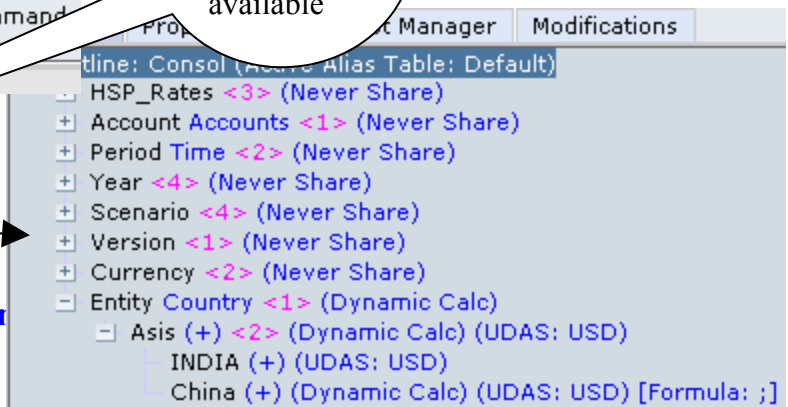 available
mmand
Prop
t Manager
Modifications
tline: Consol (Active Alias Table: Default)
HSP_Rates <3> (Never Share)
Account Accounts <1> (Never Share)
Period Time <2> (Never Share)
Year <4> (Never Share)
Scenario <4> (Never Share)
Version <1> (Never Share)
Currency <2> (Never Share)
Entity Country <1> (Dynamic Calc)
Asis (+) <2> (Dynamic Calc) (UDAS: USD)
INDIA (+) (UDAS: USD)
China (+) (Dynamic Calc) (UDAS: USD) [Formula: ;]